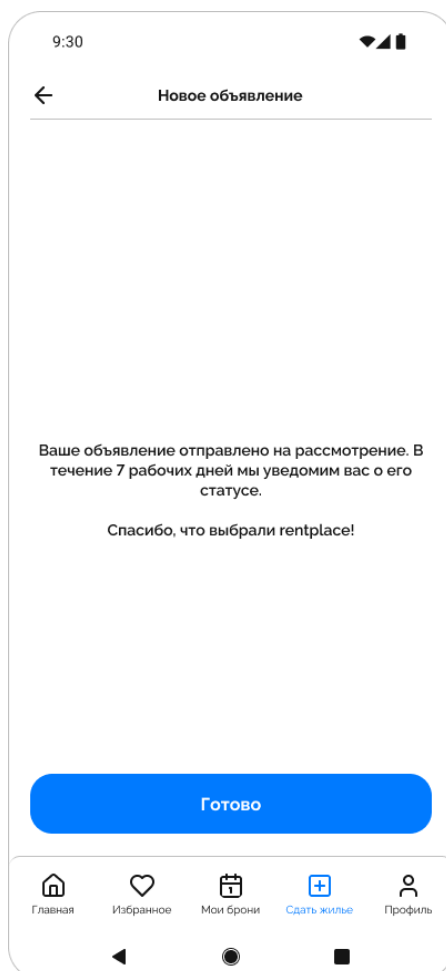 9:30
Новое объявление
Ваше объявление отправлено на рассмотрение. В
течение 7 рабочих дней мы уведомим вас о его
статусе.
Спасибо, что выбрали rentplace!
Готово
1
Главная Избранное Мои брони Сдать жилье Профиль